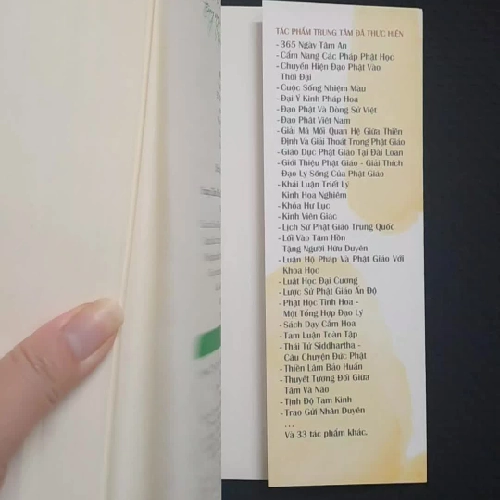 TÁC PHẨM TRUNG TÂM ĐÃ THỰC HIỆN
- 365 Ngày Tâm An
- Cẩm Nang Các Pháp Phật Học
- Chuyển Hiện Đạo Phật Vào
Thời Đại
- Cuộc Sống Nhiệm Màu
- Đại Ý Kinh Pháp Hoa
- Đạo Phật Và Dòng Sử Việt
- Đạo Phật Việt Nam
- Giải Mã Mối Quan Hệ Giữa Thiền
Định Và Giải Thoát Trong Phật Giáo
- Giáo Dục Phật Giáo Tại Đài Loan
- Giới Thiệu Phật Giáo - Giải Thích
Đạo Lý Sống Của Phật Giáo
- Khái Luận Triết Lý
Kinh Hoa Nghiêm
- Khóa Hư Lục
- Kinh Viên Giác
- Lịch Sử Phật Giáo Trung Quốc
- Lối Vào Tâm Hồn
Tặng Người Hữu Duyên
- Luận Hộ Pháp Và Phật Giáo Với
Khoa Học
- Luật Học Đại Cương
- Lược Sử Phật Giáo Ấn Độ
- Phật Học Tinh Hoa -
Một Tổng Hợp Đạo Lý
- Sách Dạy Cắm Hoa
- Tam Luận Toàn Tập
- Thái Tử Siddhartha -
Câu Chuyện Đức Phật
- Thiền Lâm Bảo Huấn
- Thuyết Tương Đối Giữa
Tâm Và Não
- Tịnh Độ Tam Kinh
- Trao Gửi Nhân Duyên
...
Và 33 tác phẩm khác.